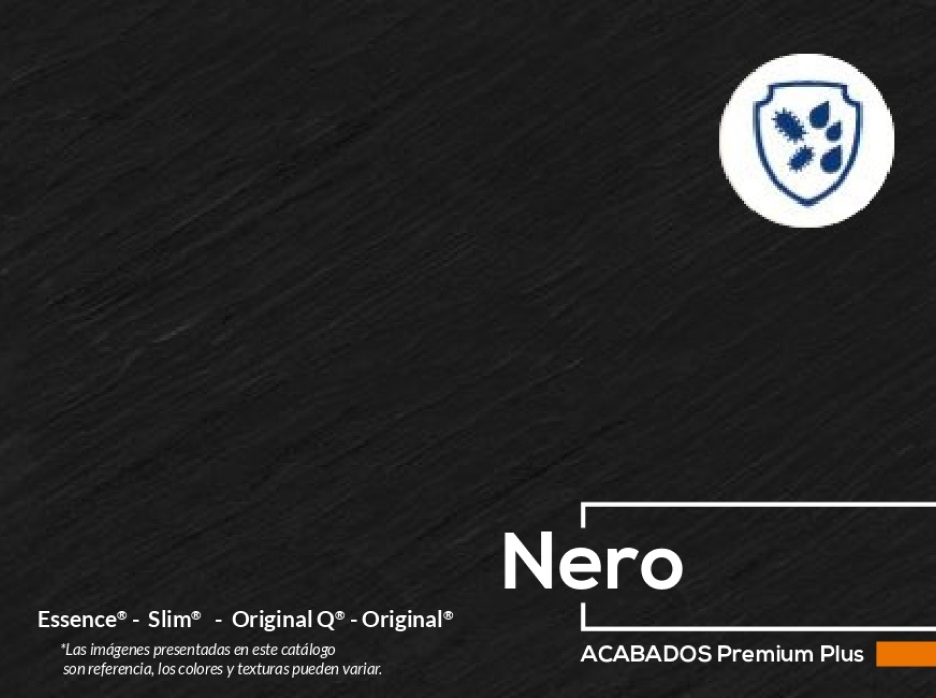 Nero
Essence® - Slim® - Original Q® - Original®
*Las imágenes presentadas en este catálogo
son referencia, los colores y texturas pueden variar.
ACABADOS Premium Plus